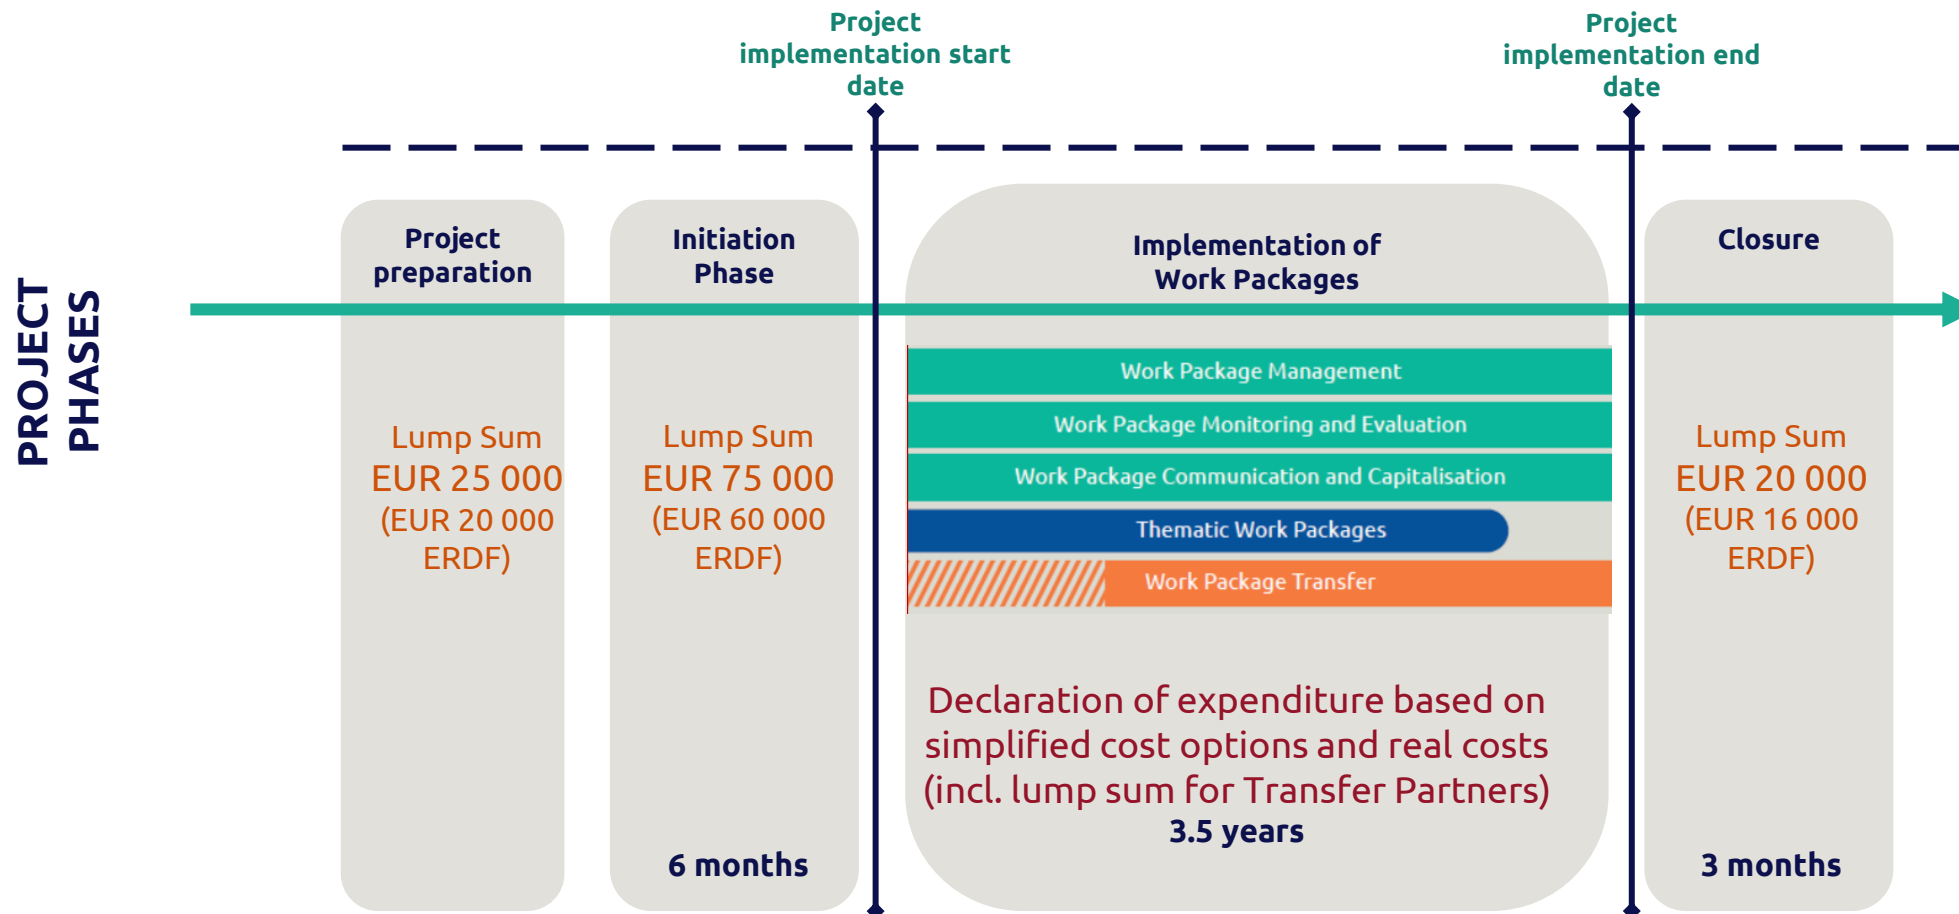 Project
implementation start
date
Project
implementation end
date
PROJECT
PHASES
Project
preparation
Lump Sum
EUR 25 000
(EUR 20 000
ERDF)
Initiation
Phase
Lump Sum
EUR 75 000
(EUR 60 000
ERDF)
6 months
Implementation of
Work Packages
Work Package Management
Work Package Monitoring and Evaluation
Work Package Communication and Capitalisation
Thematic Work Packages
Work Package Transfer
Declaration of expenditure based on
simplified cost options and real costs
(incl. lump sum for Transfer Partners)
3.5 years
Closure
Lump Sum
EUR 20 000
(EUR 16 000
ERDF)
3 months